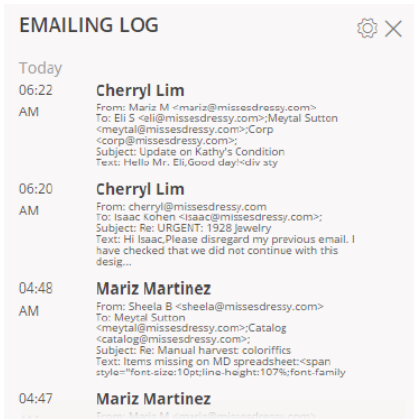 EMAILING LOG
Today
06:22 AM
Cherryl Lim
From: Mariz M <mariz@missesdressy.com>
To: Eli S <eli@missesdressy.com>;Meytal Sutton
<meytal@missesdressy.com>;Corp
<corp@missesdressy.com>;
Subject: Update on Kathy's Condition
Text: Hello Mr. Eli,Good day!<div sty
06:20 AM
Cherryl Lim
From: cherryl@missesdressy.com
To: Isaac Kohen <isaac@missesdressy.com>;
Subject: Re: URGENT: 1928 Jewelry
Text: Hi Isaac,Please disregard my previous email. I
have checked that we did not continue with this
desig...
04:48 AM
Mariz Martinez
From: Sheela B <sheela@missesdressy.com>
To: Meytal Sutton
<meytal@missesdressy.com>;Catalog
<catalog@missesdressy.com>;
Subject: Re: Manual harvest: coloriffics
Text: Items missing on MD spreadsheet:<span
style="font-size:10pt;line-height:107%;font-family
04:47
Mariz Martinez
From: Mariz M <mariz@missesdressy.com>